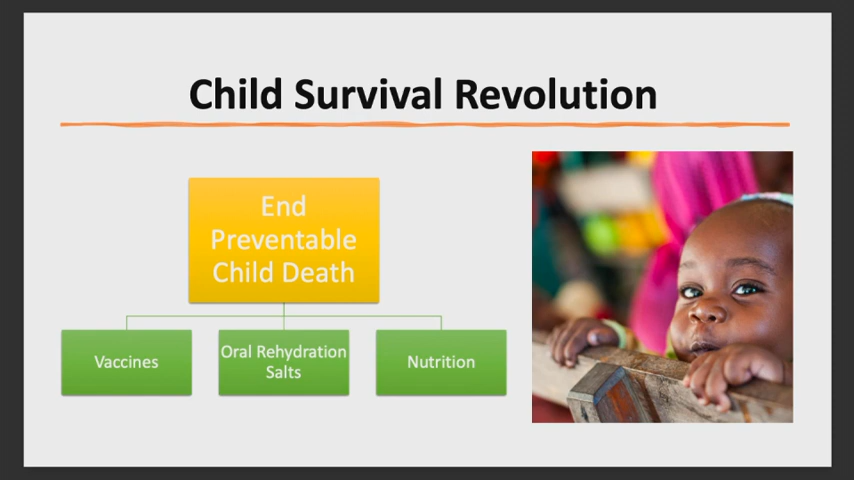 Child Survival Revolution
End
Preventable
Child Death
Vaccines
Oral Rehydration
Salts
Nutrition